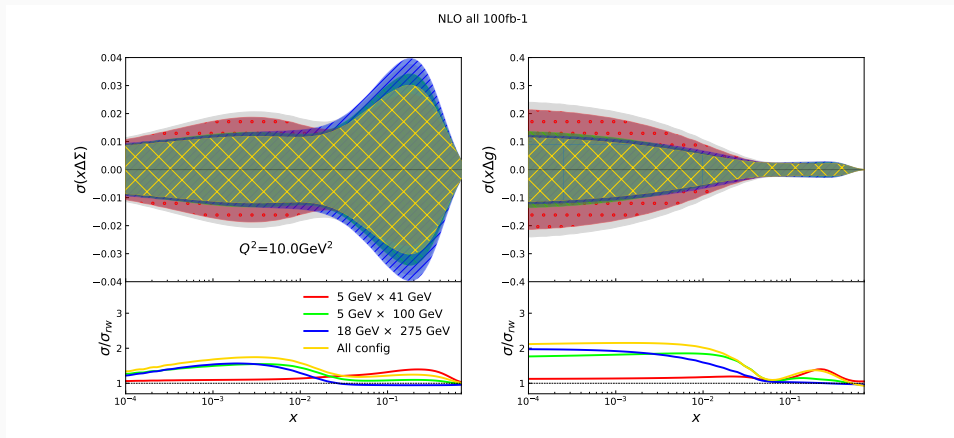 NLO all 100fb-1
σ(xΔΣ)
0.04
0.03
0.02
0.01
0.00
−0.01
−0.02
−0.03
−0.04
Q²=10.0GeV²
σ(xΔg)
0.4
0.3
0.2
0.1
0.0
−0.1
−0.2
−0.3
−0.4
σ/σrw
3
2
1
5 GeV × 41 GeV
5 GeV × 100 GeV
18 GeV × 275 GeV
All config
10⁻⁴ 10⁻³ 10⁻² 10⁻¹
x
σ/σrw
3
2
1
10⁻⁴ 10⁻³ 10⁻² 10⁻¹
x